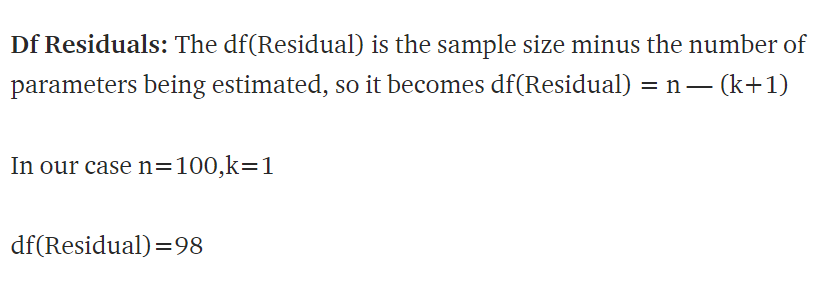 Df Residuals: The df(Residual) is the sample size minus the number of
parameters being estimated, so it becomes df(Residual) = n — (k+1)
In our case n=100,k=1
df(Residual)=98